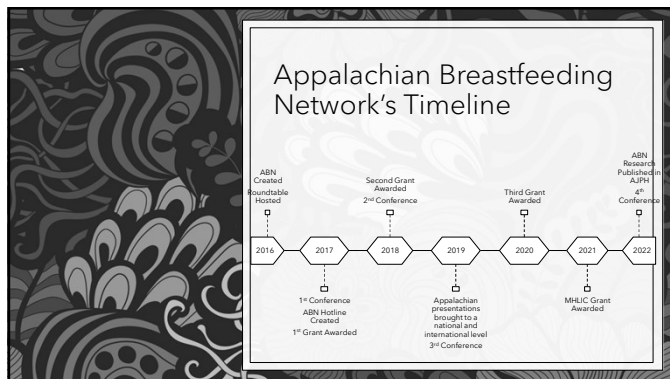 Appalachian Breastfeeding
Network's Timeline
ABN
Created
Roundtable
Hosted
Second Grant
Awarded
2nd Conference
Third Grant
Awarded
ABN
Research
Published in
AJPH
4th
Conference
2016
2017
2018
2019
2020
2021
2022
1st Conference
ABN Hotline
Created
1st Grant Awarded
Appalachian
presentations
brought to a
national and
international level
3rd Conference
MHLIC Grant
Awarded